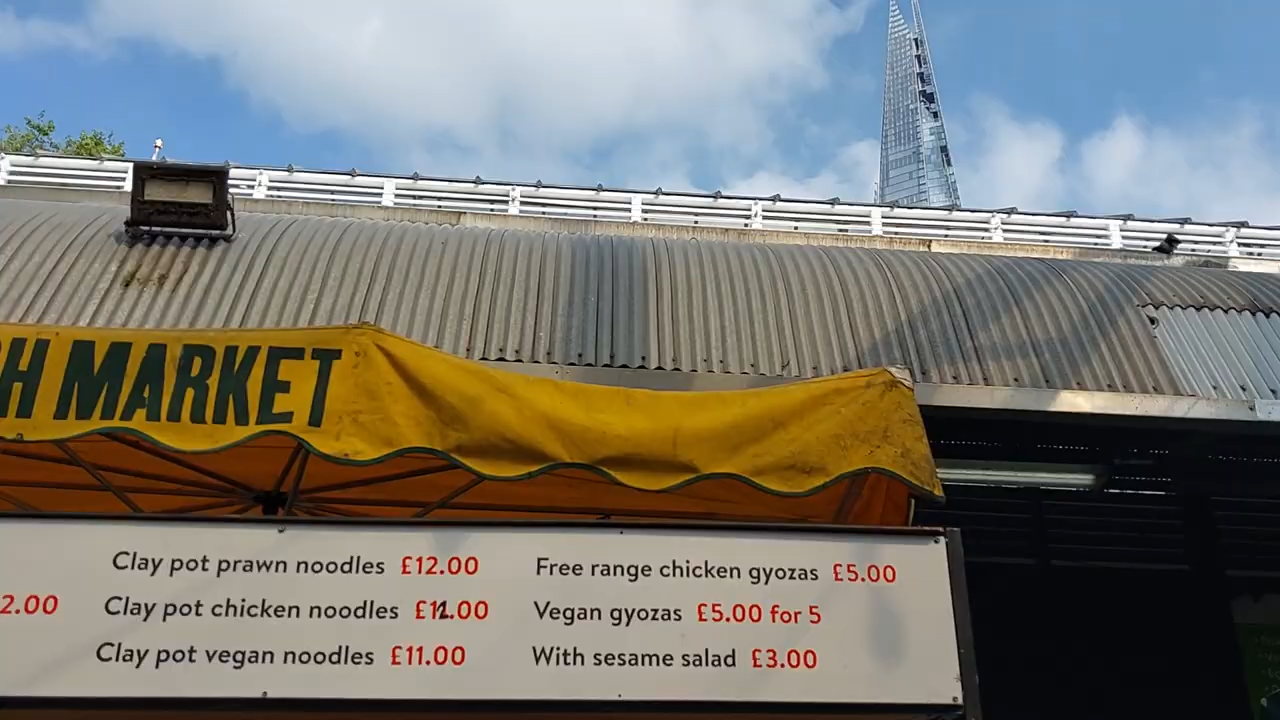 H MARKET
Clay pot prawn noodles £12.00
2.00 Clay pot chicken noodles £12.00
Clay pot vegan noodles £11.00
Free range chicken gyozas £5.00
Vegan gyozas £5.00 for 5
With sesame salad £3.00